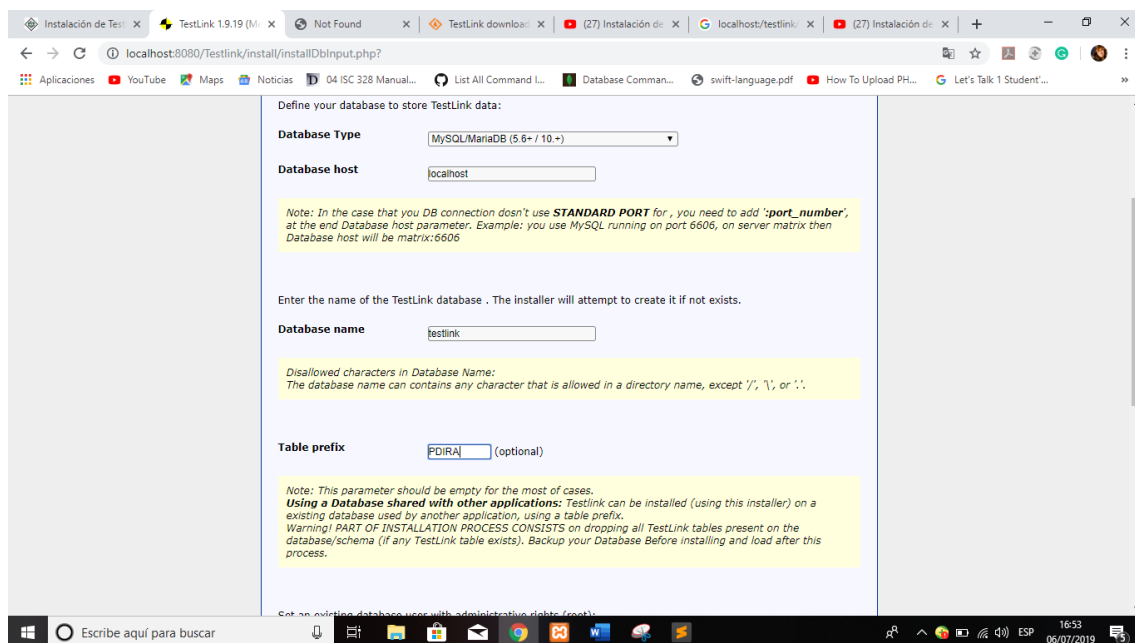 Instalación de Test
TestLink 1.9.19 (M
Not Found
TestLink download
(27) Instalación de
localhost:/testlink/
(27) Instalación de
localhost:8080/Testlink/install/installDbInput.php?
Aplicaciones
YouTube
Maps
Noticias
04 ISC 328 Manual...
List All Command I...
Database Comman...
swift-language.pdf
How To Upload PH...
Let's Talk 1 Student'...
Define your database to store TestLink data:
Database Type
MySQL/MariaDB (5.6+ / 10.+)
Database host
localhost
Note: In the case that you DB connection dosn't use STANDARD PORT for , you need to add ':port_number',
at the end Database host parameter. Example: you use MySQL running on port 6606, on server matrix then
Database host will be matrix:6606
Enter the name of the TestLink database . The installer will attempt to create it if not exists.
Database name
testlink
Disallowed characters in Database Name:
The database name can contains any character that is allowed in a directory name, except '/', '\', or '.'.
Table prefix
PDIRA
(optional)
Note: This parameter should be empty for the most of cases.
Using a Database shared with other applications: Testlink can be installed (using this installer) on a
existing database used by another application, using a table prefix.
Warning! PART OF INSTALLATION PROCESS CONSISTS on dropping all TestLink tables present on the
database/schema (if any TestLink table exists). Backup your Database Before installing and load after this
process.
Set an existing database user with administrative rights (root):
Escribe aquí para buscar
ESP
16:53
06/07/2019
5